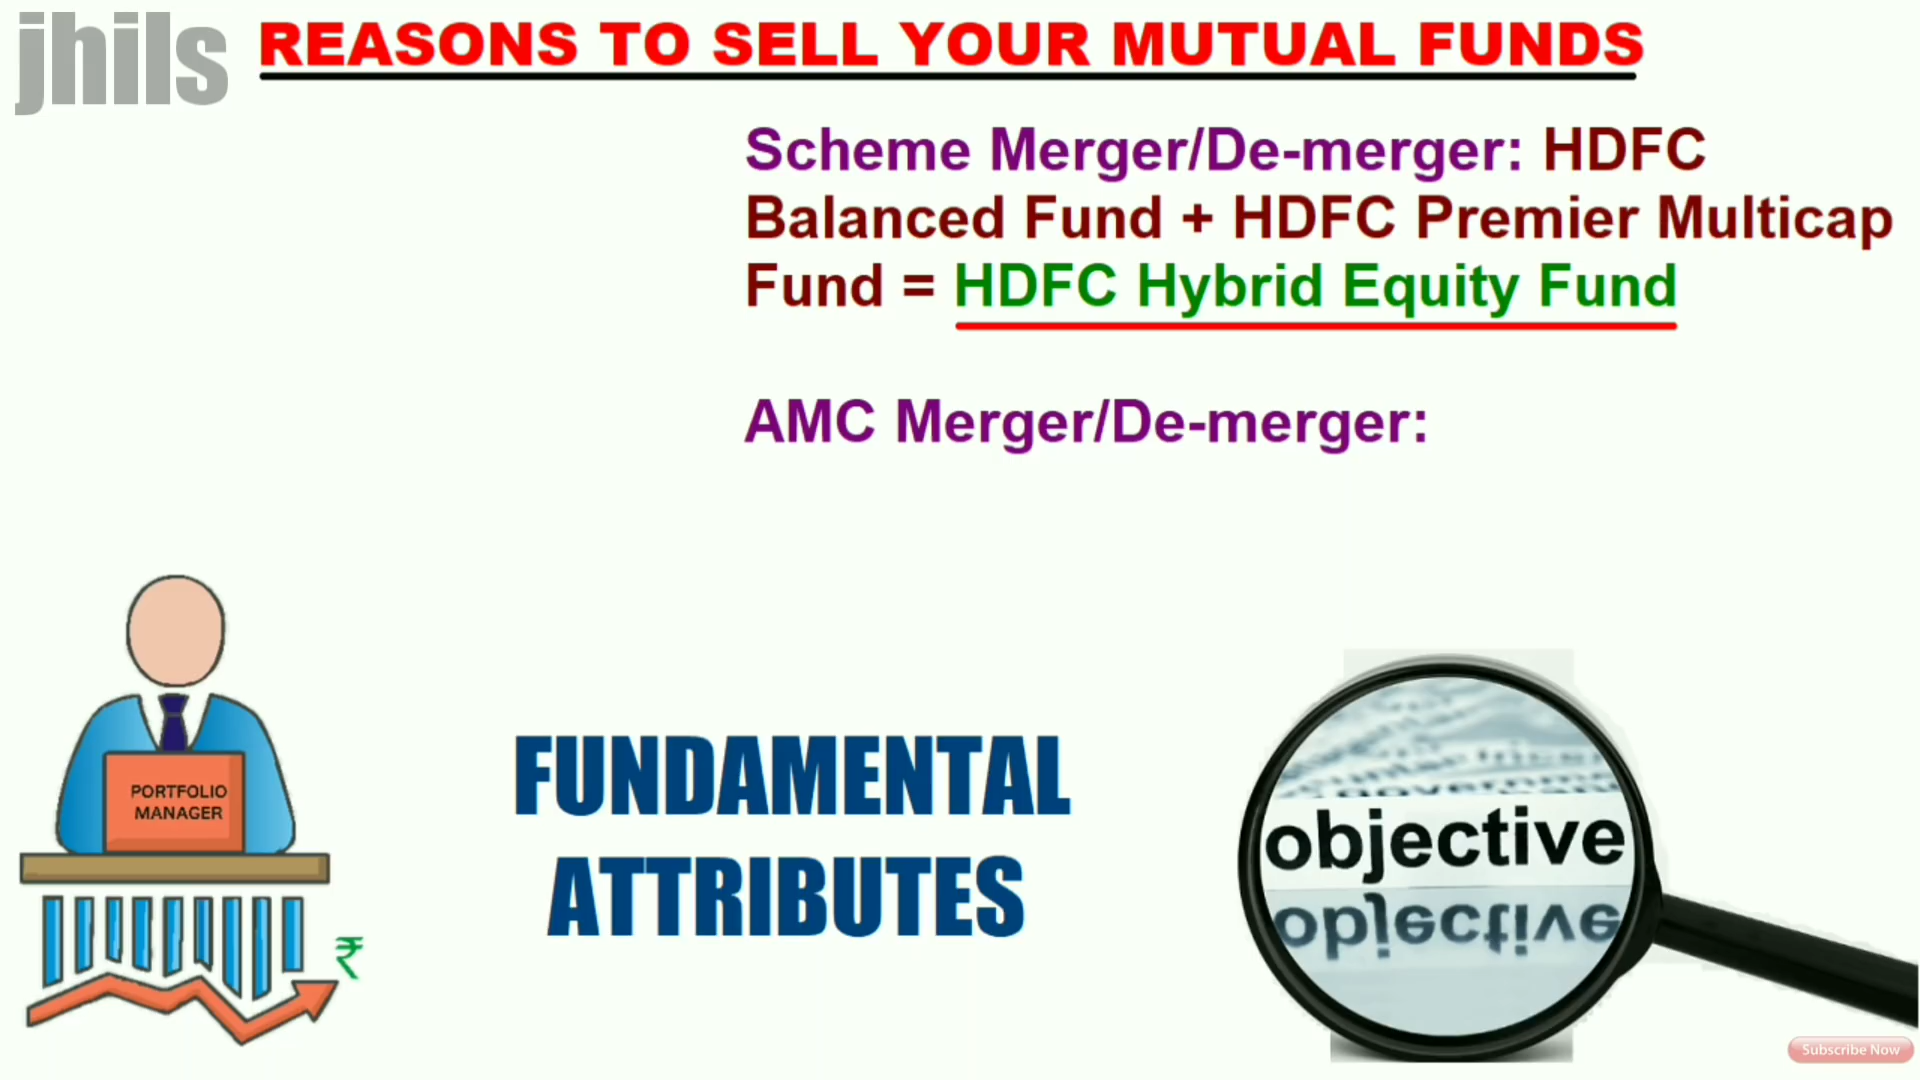 jhils
REASONS TO SELL YOUR MUTUAL FUNDS
Scheme Merger/De-merger: HDFC
Balanced Fund + HDFC Premier Multicap
Fund = HDFC Hybrid Equity Fund
AMC Merger/De-merger:
PORTFOLIO
MANAGER
₹
FUNDAMENTAL
ATTRIBUTES
objective
objective
Subscribe Now